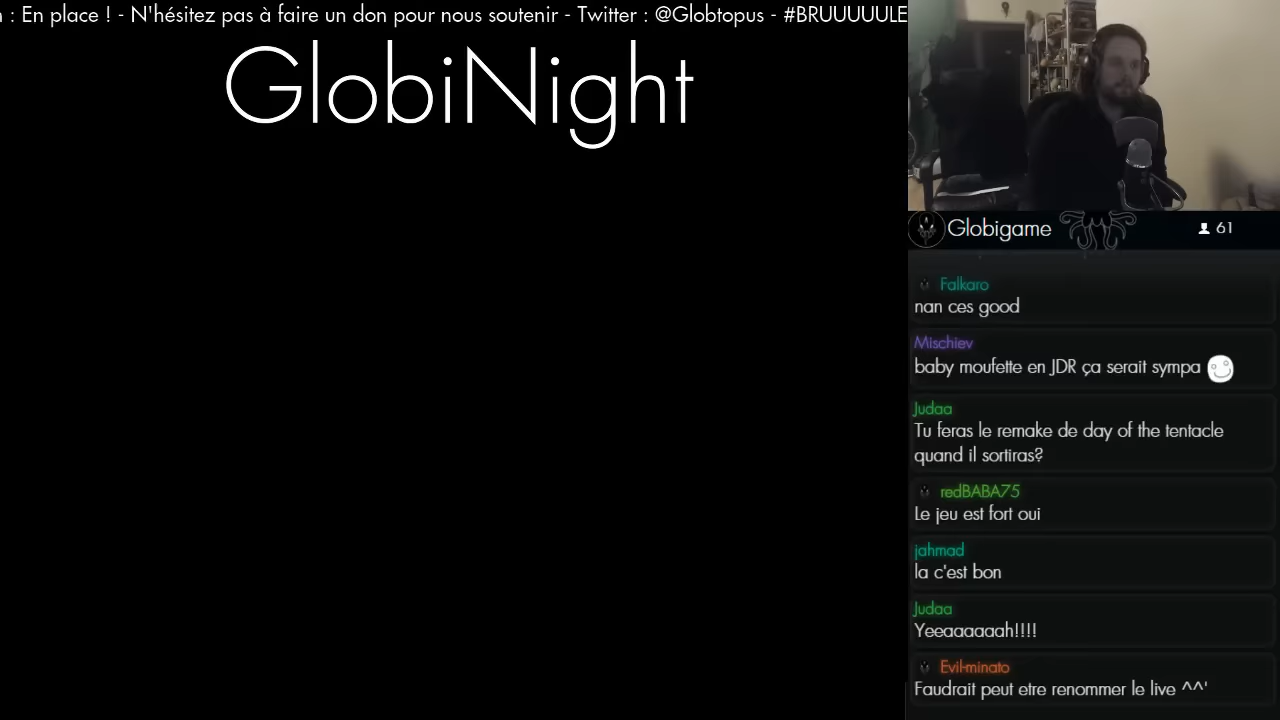 : En place ! - N'hésitez pas à faire un don pour nous soutenir - Twitter : @Globtopus - #BRUUUUULE
GlobiNight
Globigame 61
Falkaro
nan ces good
Mischiev
baby moufette en JDR ça serait sympa
Judaa
Tu feras le remake de day of the tentacle
quand il sortiras?
redBABA75
Le jeu est fort oui
jahmad
la c'est bon
Judaa
Yeeaaaaaah!!!!
Evil-minato
Faudrait peut etre renommer le live ^^'